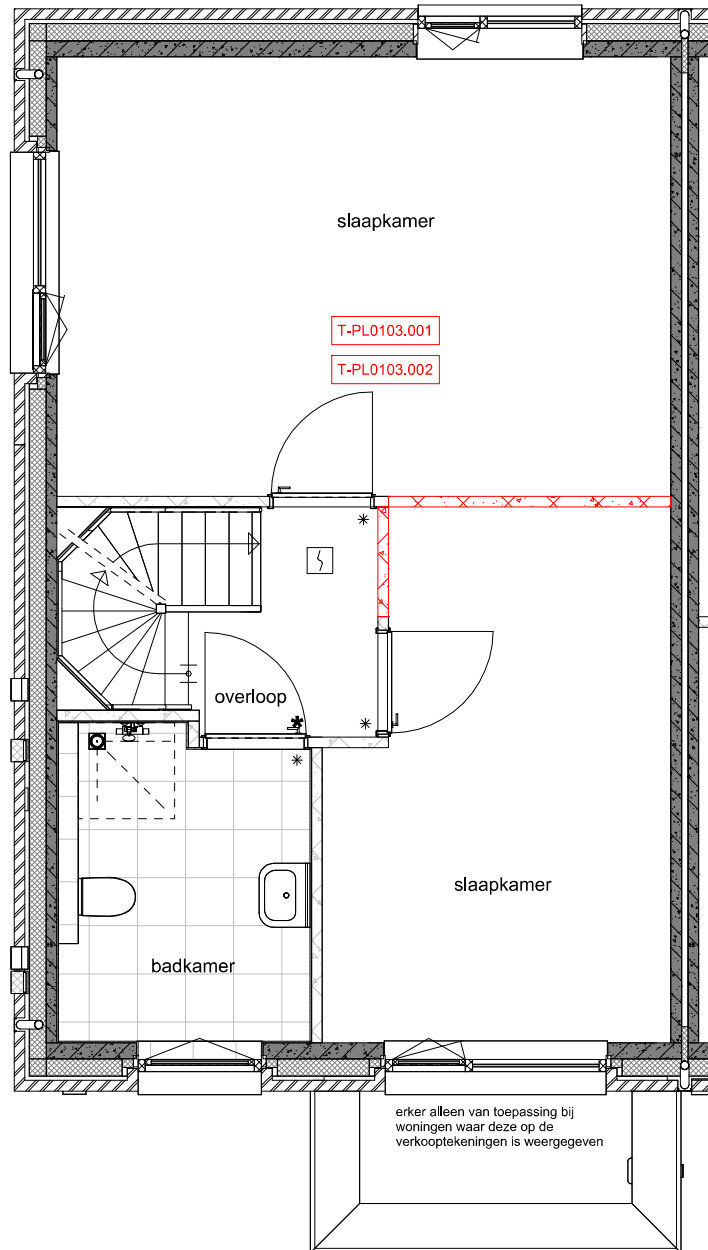 slaapkamer
T-PL0103.001
T-PL0103.002
overloop
slaapkamer
badkamer
erker alleen van toepassing bij
woningen waar deze op de
verkooptekeningen is weergegeven